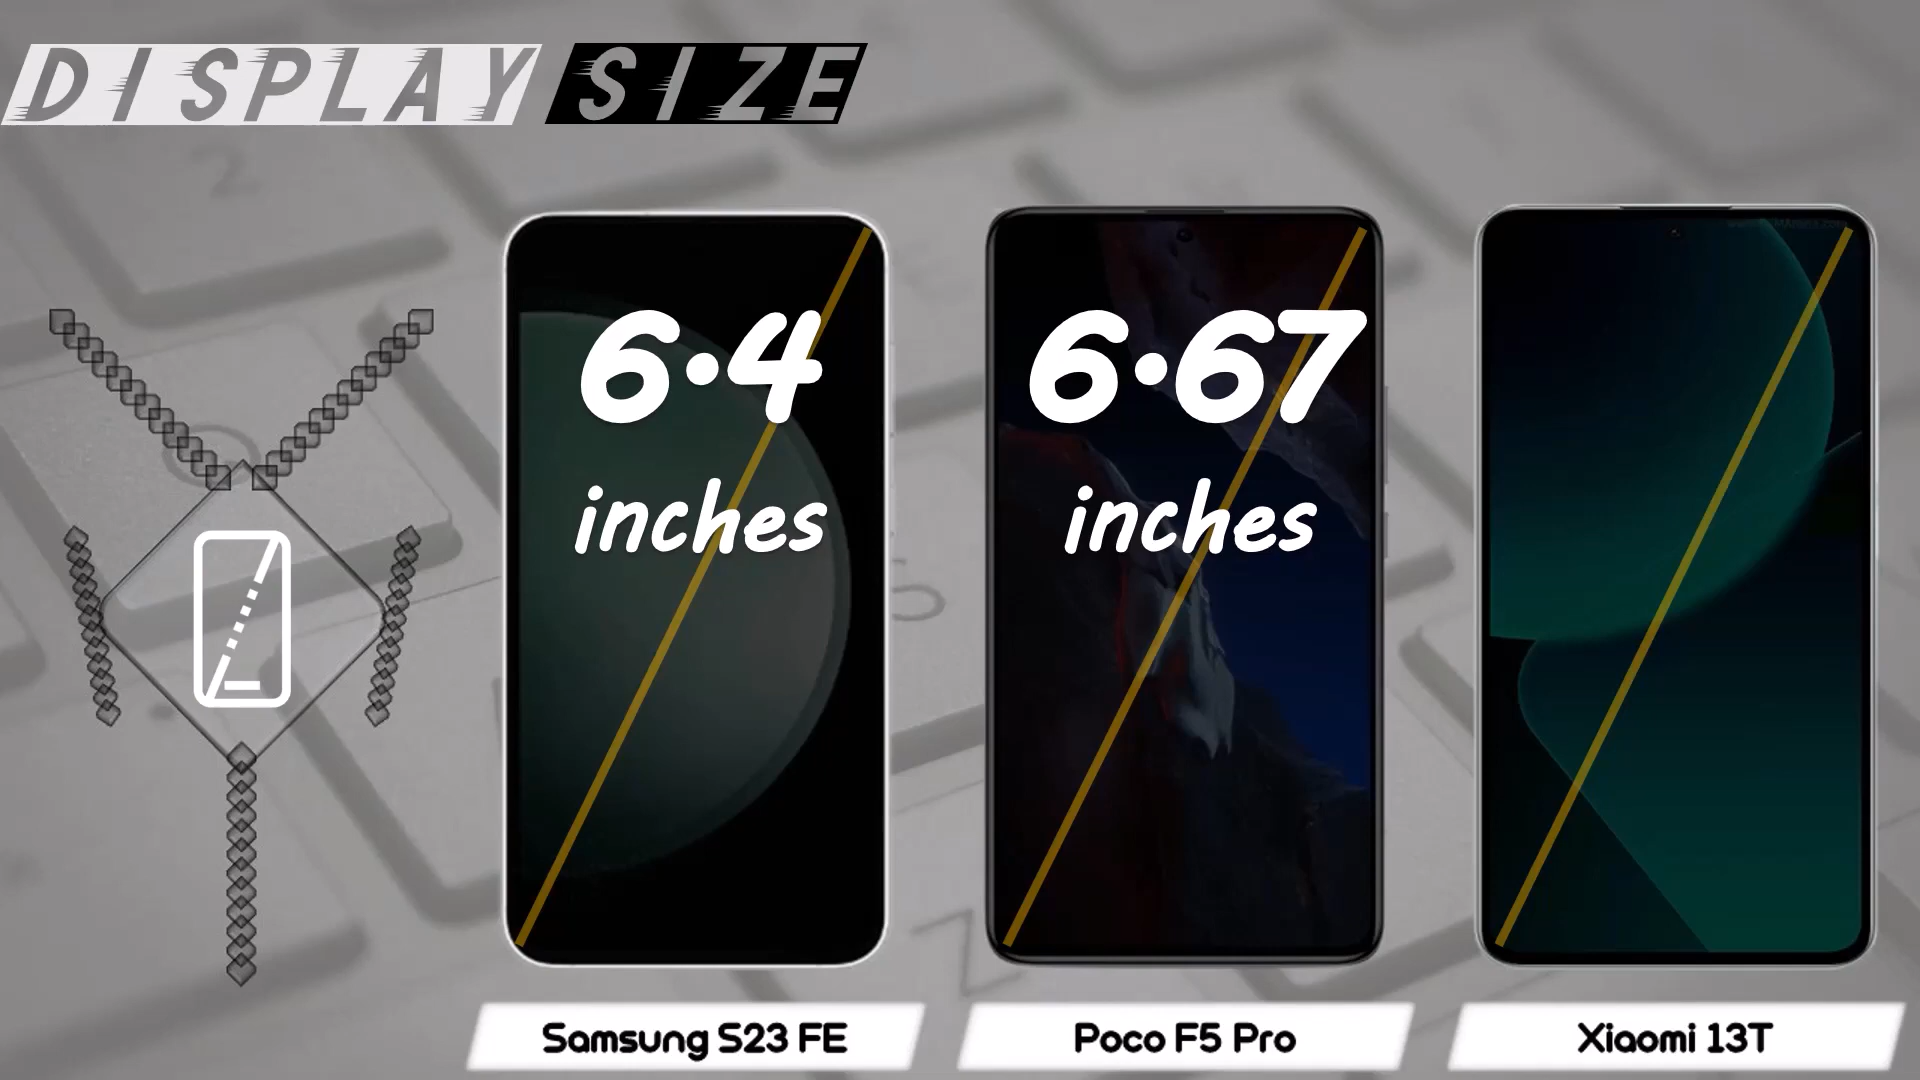 DISPLAY SIZE
6.4
inches
6.67
inches
Samsung S23 FE
Poco F5 Pro
Xiaomi 13T